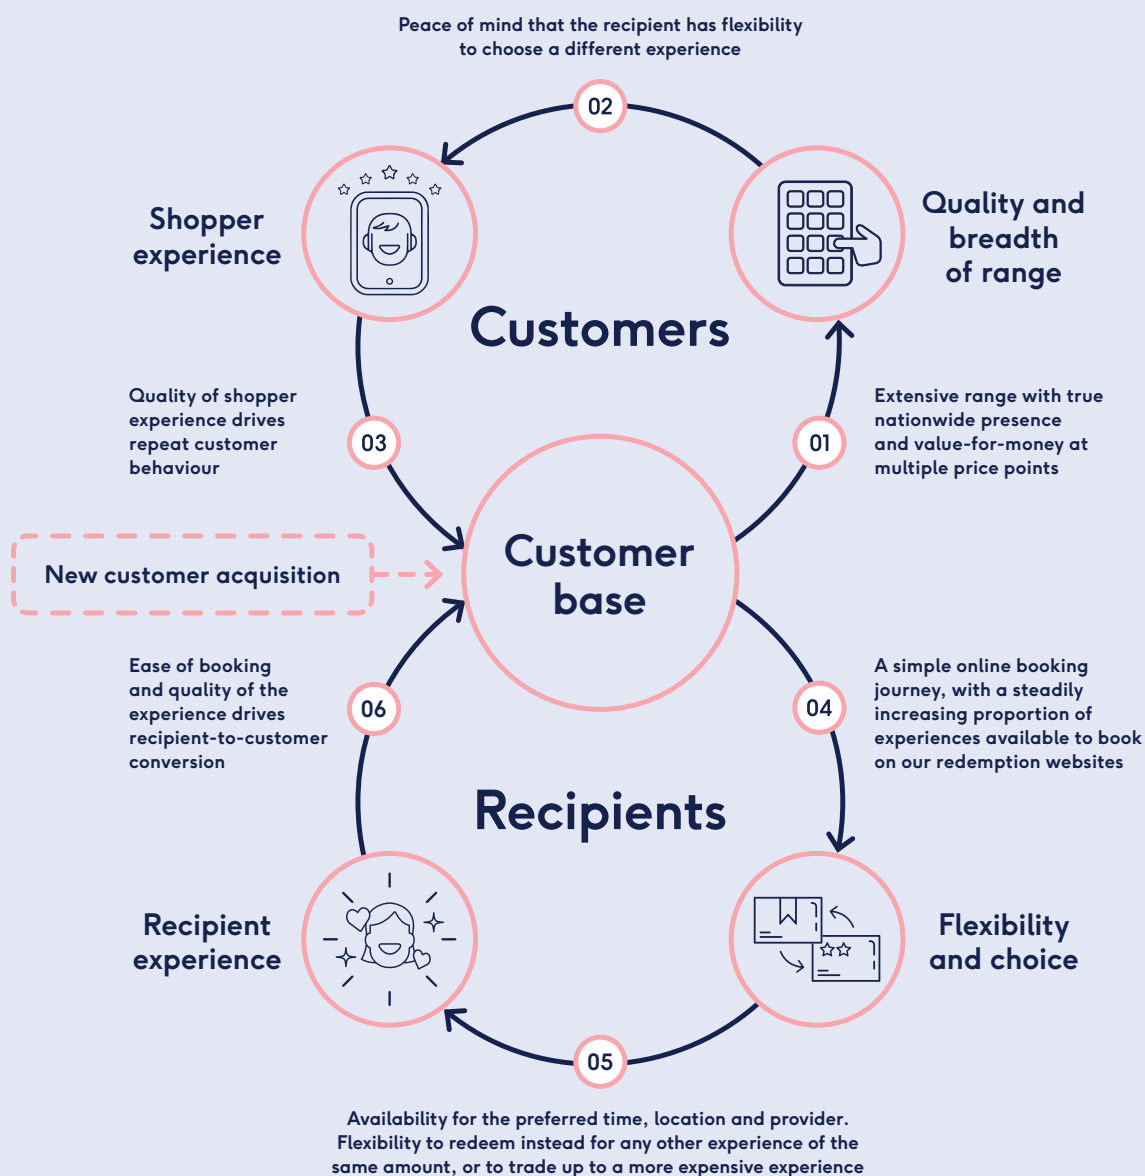 Peace of mind that the recipient has flexibility
to choose a different experience
02
Shopper
experience
Quality and
breadth
of range
Customers
Quality of shopper
experience drives
repeat customer
behaviour
03
01
Extensive range with true
nationwide presence
and value-for-money at
multiple price points
New customer acquisition
Customer
base
Ease of booking
and quality of the
experience drives
recipient-to-customer
conversion
06
04
A simple online booking
journey, with a steadily
increasing proportion of
experiences available to book
on our redemption websites
Recipients
Recipient
experience
Flexibility
and choice
05
Availability for the preferred time, location and provider.
Flexibility to redeem instead for any other experience of the
same amount, or to trade up to a more expensive experience